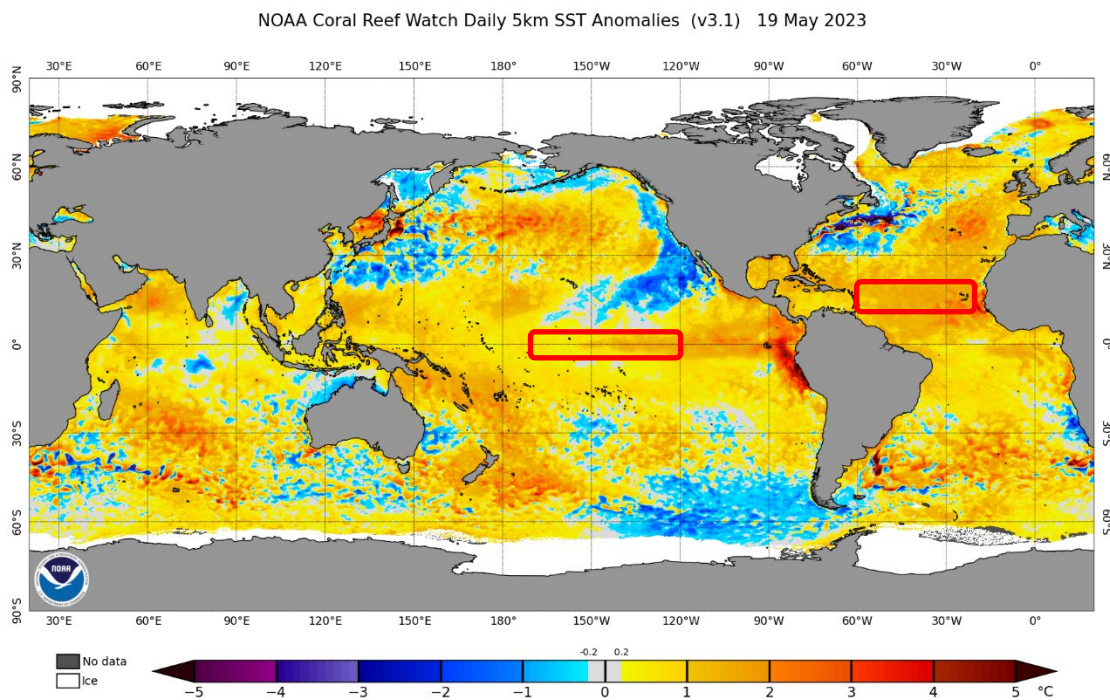 NOAA Coral Reef Watch Daily 5km SST Anomalies (v3.1) 19 May 2023
30°E 60°E 90°E 120°E 150°E 180° 150°W 120°W 90°W 60°W 30°W 0°
90°N 90°N
60°N 60°N
30°N 30°N
0° 0°
30°S 30°S
60°S 60°S
NOAA
90°S 90°S
30°E 60°E 90°E 120°E 150°E 180° 150°W 120°W 90°W 60°W 30°W 0°
-0.2 0.2
No data
Ice
−5 −4 −3 −2 −1 0 1 2 3 4 5 °C